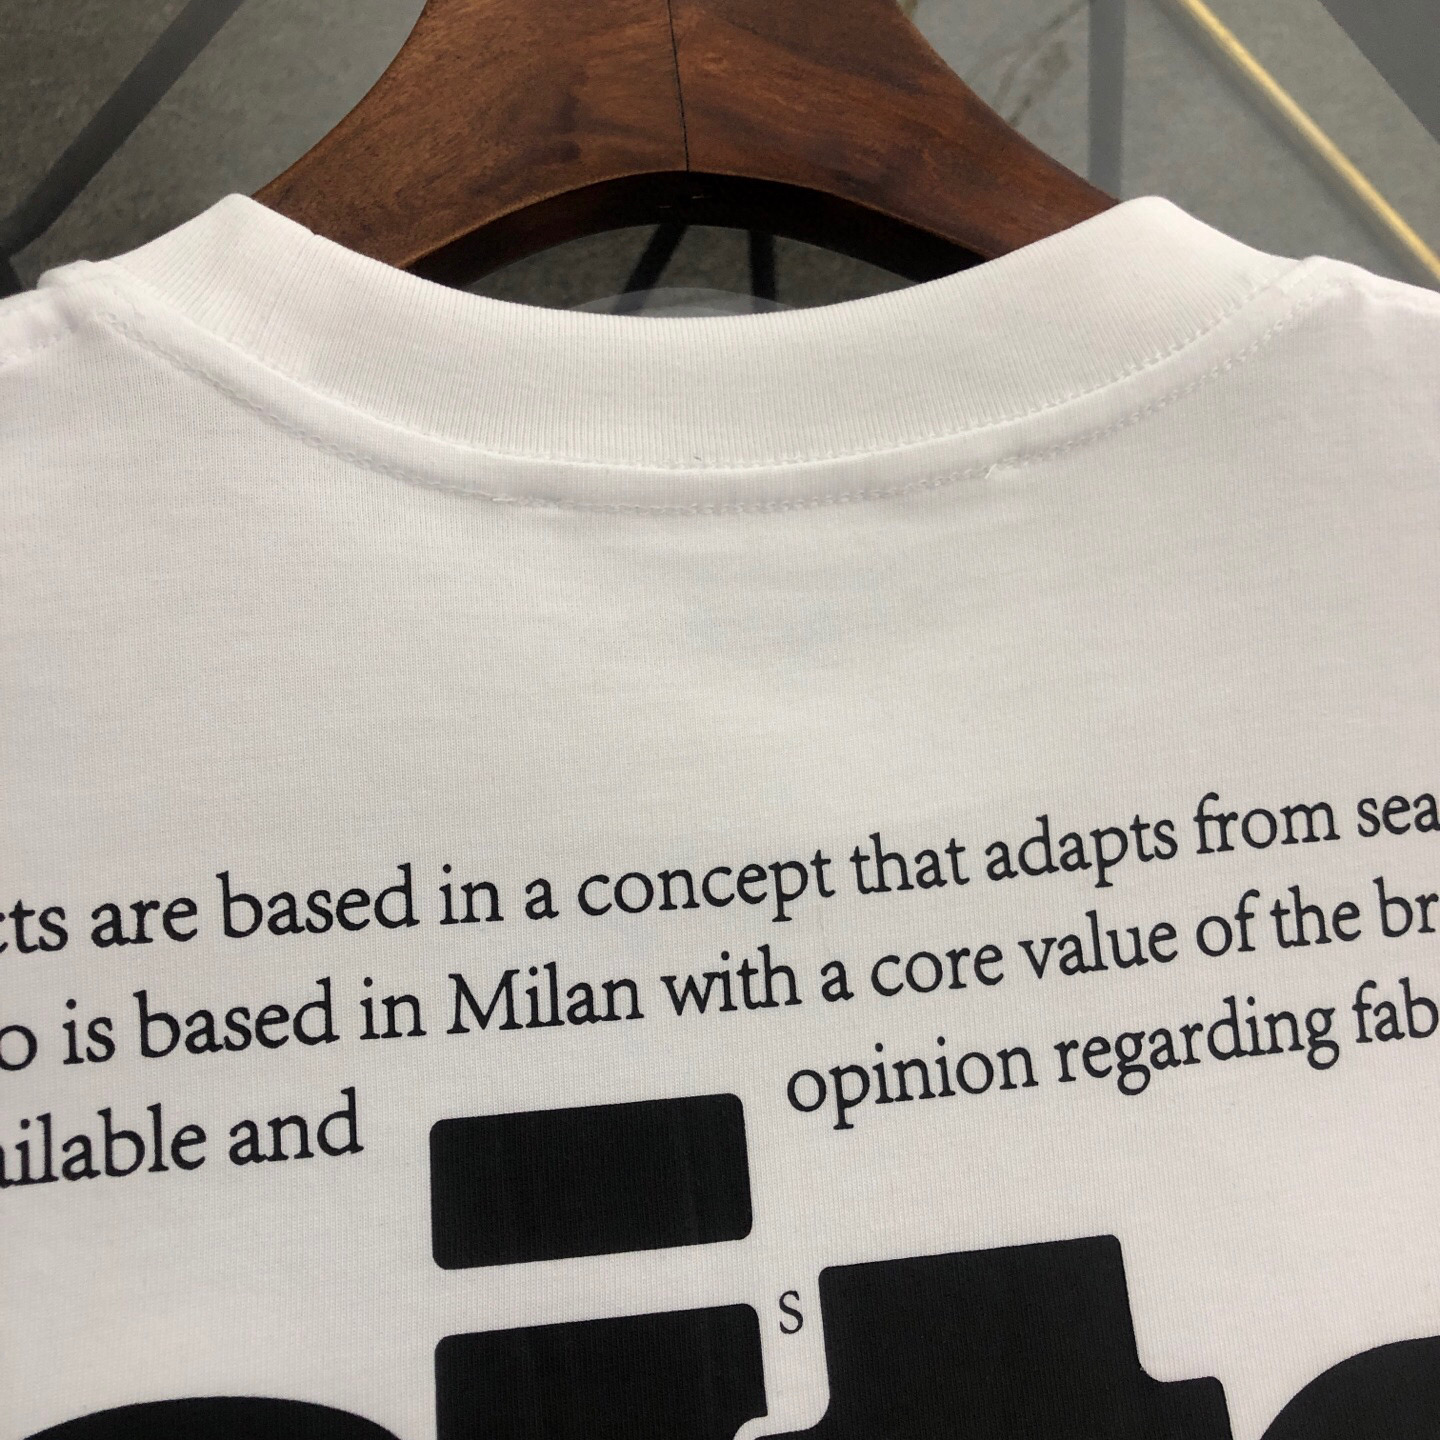 cts are based in a concept that adapts from sea
o is based in Milan with a core value of the br
ailable and opinion regarding fab
s